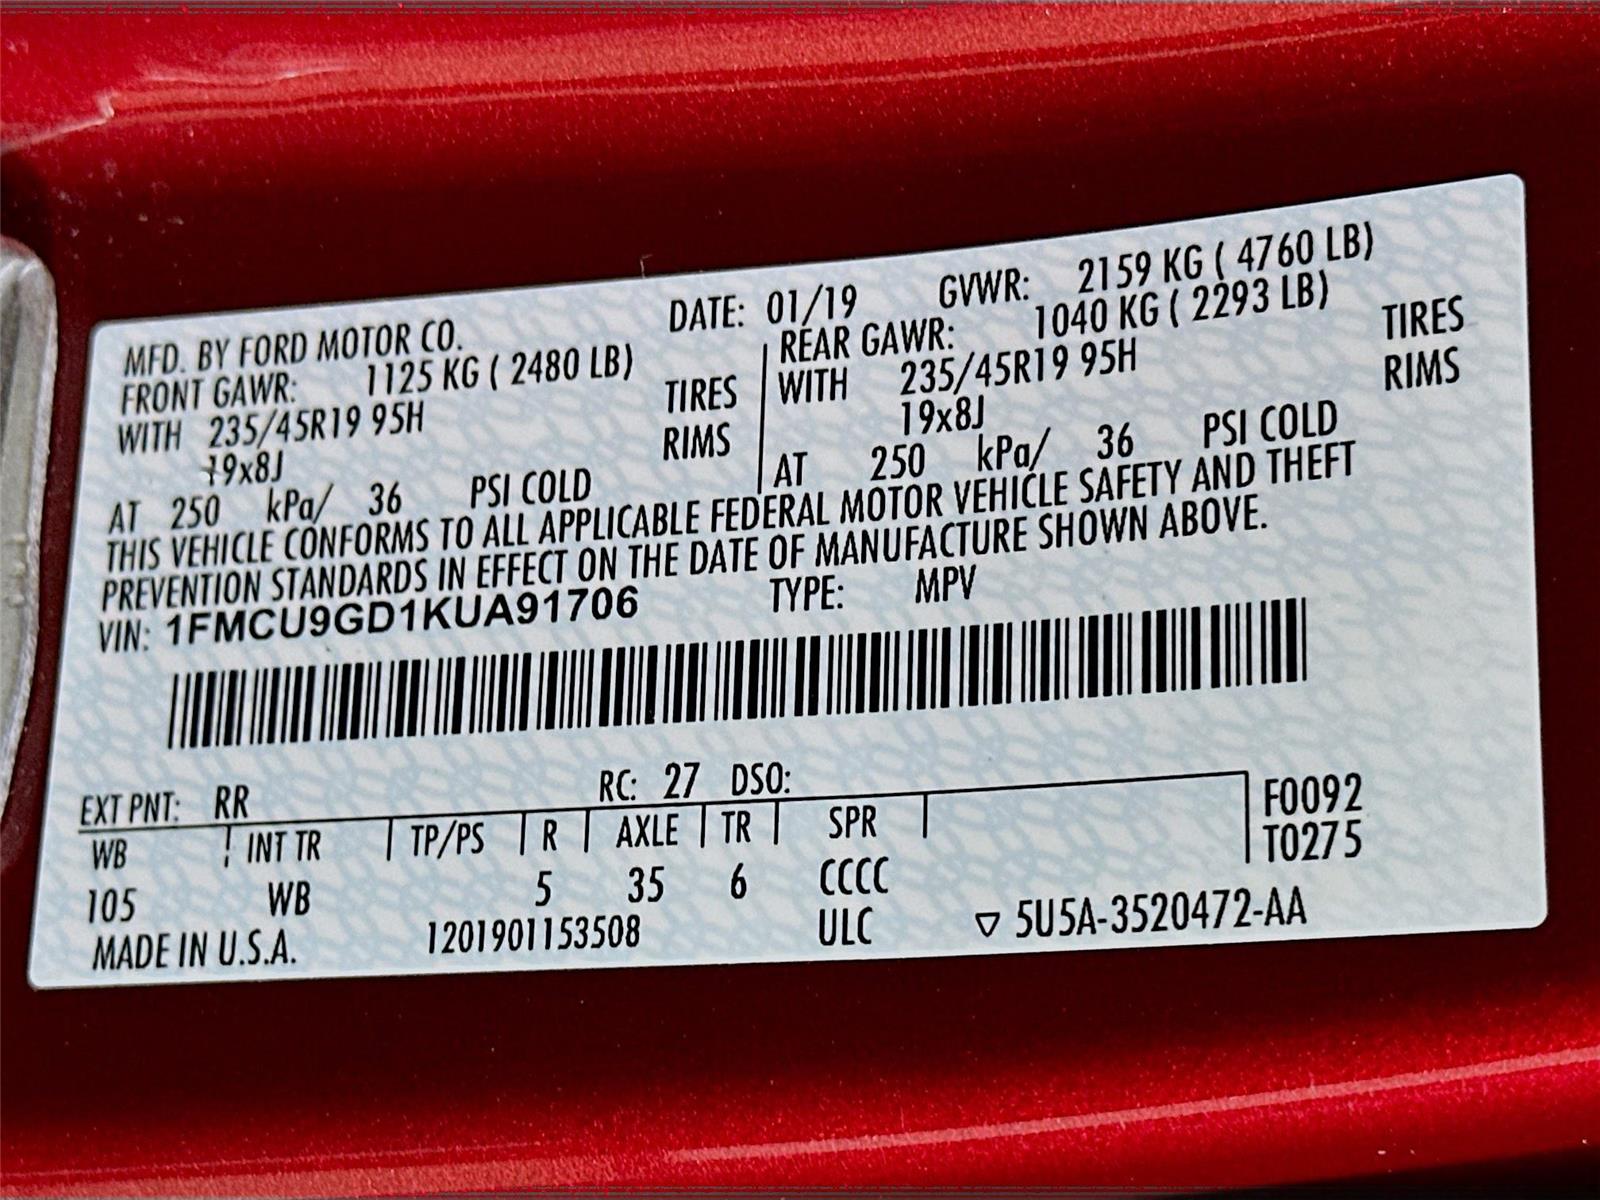 MFD. BY FORD MOTOR CO. DATE: 01/19 GVWR: 2159 KG ( 4760 LB)
FRONT GAWR: 1125 KG ( 2480 LB) REAR GAWR: 1040 KG ( 2293 LB)
WITH 235/45R19 95H TIRES WITH 235/45R19 95H TIRES
19x8J RIMS 19x8J RIMS
AT 250 kPa/ 36 PSI COLD AT 250 kPa/ 36 PSI COLD
THIS VEHICLE CONFORMS TO ALL APPLICABLE FEDERAL MOTOR VEHICLE SAFETY AND THEFT
PREVENTION STANDARDS IN EFFECT ON THE DATE OF MANUFACTURE SHOWN ABOVE.
VIN: 1FMCU9GD1KUA91706 TYPE: MPV
EXT PNT: RR RC: 27 DSO: F0092
WB INT TR TP/PS R AXLE TR SPR T0275
105 WB 5 35 6 CCCC
MADE IN U.S.A. 1201901153508 ULC ▽ 5U5A-3520472-AA